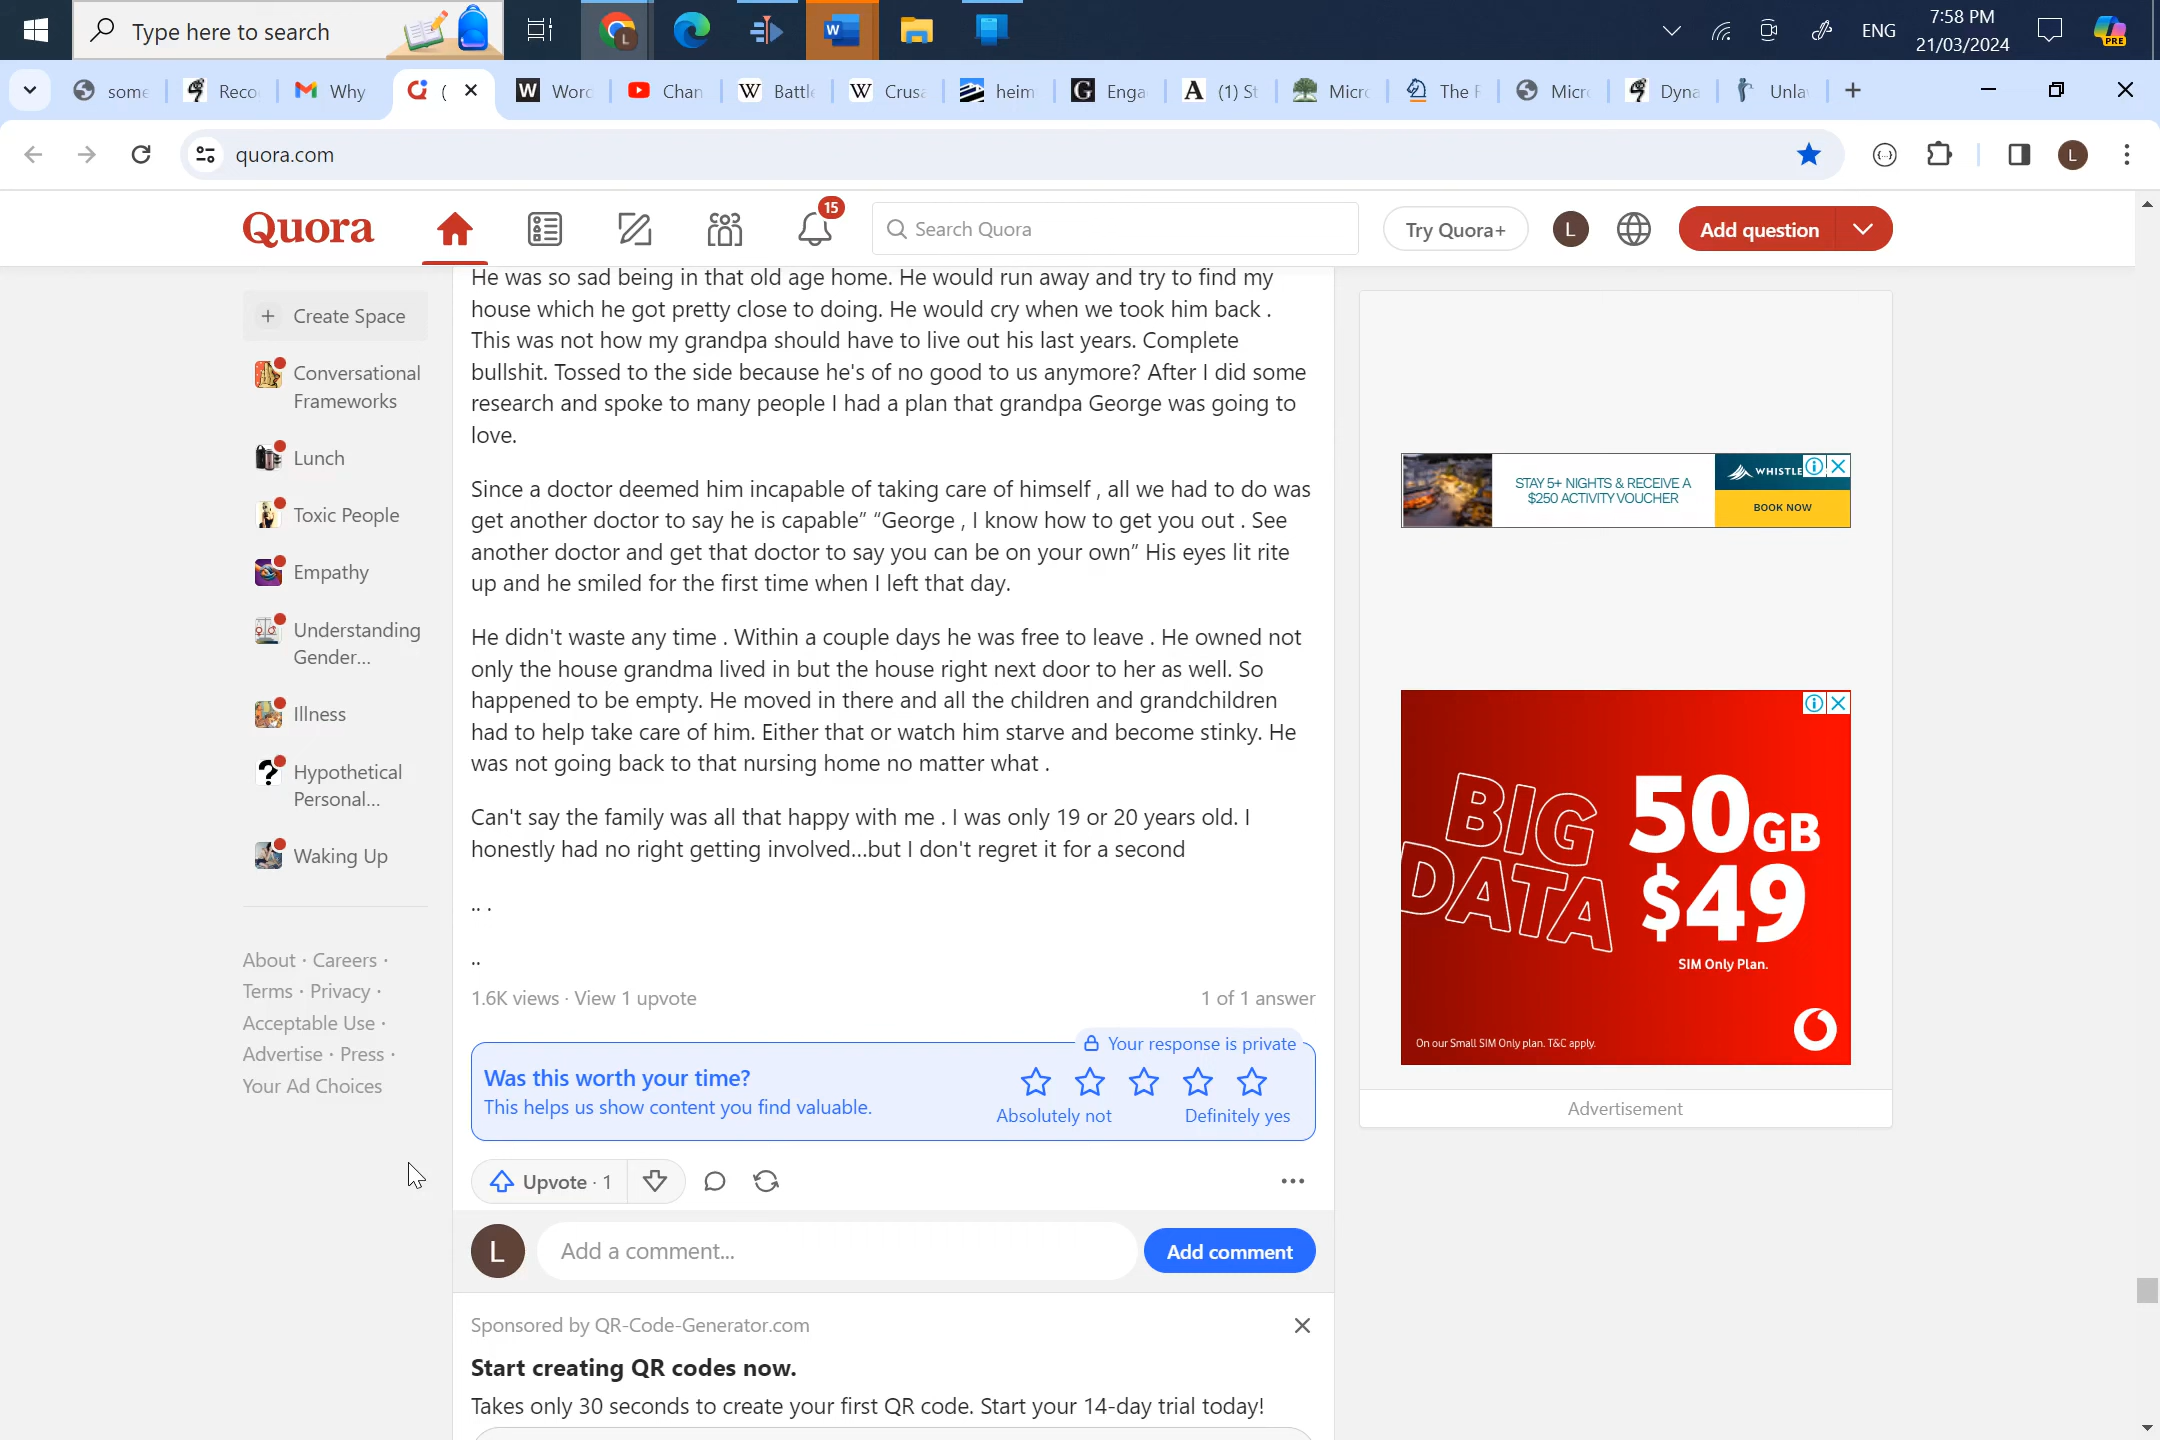 Type here to search
ENG
7:58 PM
21/03/2024
PRE
some
Reco
Why
(
Word
Chan
Battle
Crusa
heim
Enga
(1) St
Micro
The F
Micro
Dyna
Unla
quora.com
L
Quora
15
Search Quora
Try Quora+
L
Add question
+ Create Space
Conversational
Frameworks
Lunch
Toxic People
Empathy
Understanding
Gender...
Illness
Hypothetical
Personal...
Waking Up
About · Careers ·
Terms · Privacy ·
Acceptable Use ·
Advertise · Press ·
Your Ad Choices
He was so sad being in that old age home. He would run away and try to find my
house which he got pretty close to doing. He would cry when we took him back .
This was not how my grandpa should have to live out his last years. Complete
bullshit. Tossed to the side because he's of no good to us anymore? After I did some
research and spoke to many people I had a plan that grandpa George was going to
love.
Since a doctor deemed him incapable of taking care of himself , all we had to do was
get another doctor to say he is capable” “George , I know how to get you out . See
another doctor and get that doctor to say you can be on your own” His eyes lit rite
up and he smiled for the first time when I left that day.
He didn't waste any time . Within a couple days he was free to leave . He owned not
only the house grandma lived in but the house right next door to her as well. So
happened to be empty. He moved in there and all the children and grandchildren
had to help take care of him. Either that or watch him starve and become stinky. He
was not going back to that nursing home no matter what .
Can't say the family was all that happy with me . I was only 19 or 20 years old. I
honestly had no right getting involved...but I don't regret it for a second
.. .
..
1.6K views · View 1 upvote
1 of 1 answer
Your response is private
Was this worth your time?
This helps us show content you find valuable.
Absolutely not
Definitely yes
Upvote · 1
L
Add a comment...
Add comment
Sponsored by QR-Code-Generator.com
Start creating QR codes now.
Takes only 30 seconds to create your first QR code. Start your 14-day trial today!
STAY 5+ NIGHTS & RECEIVE A
$250 ACTIVITY VOUCHER
WHISTLE
BOOK NOW
BIG
DATA
50GB
$49
SIM Only Plan.
On our Small SIM Only plan. T&C apply.
Advertisement